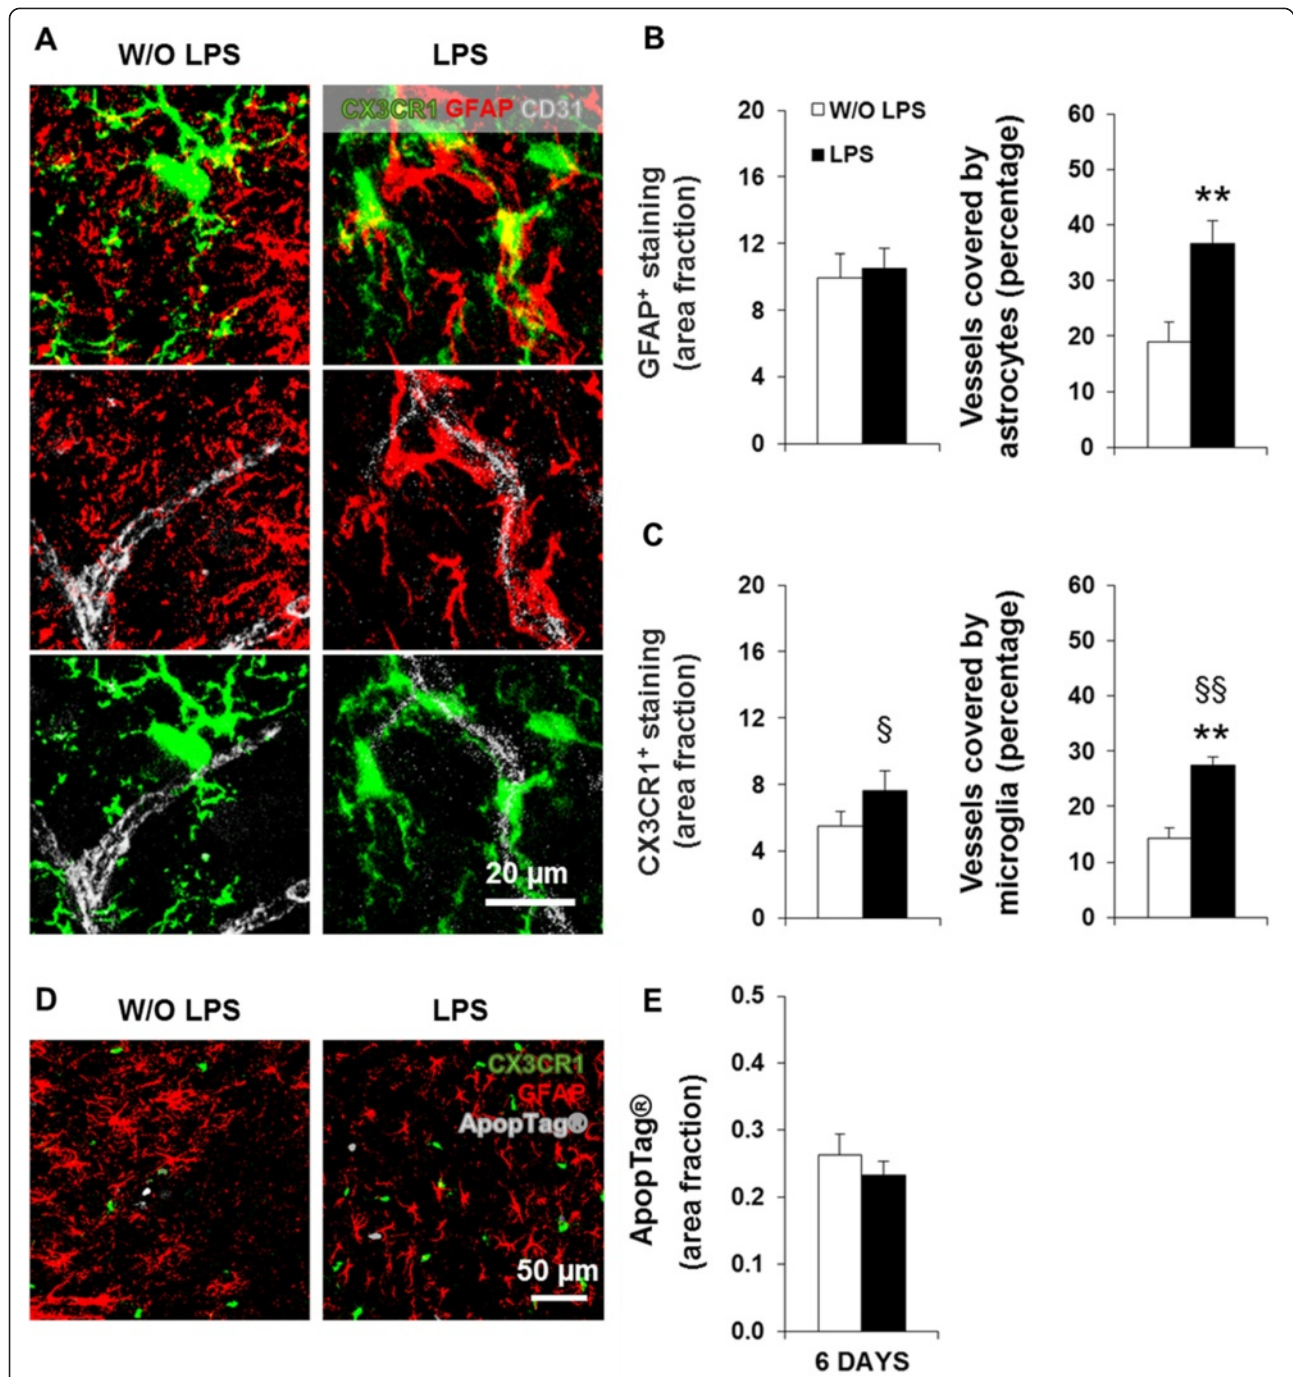 A
W/O LPS
LPS
CX3CR1 GFAP CD31
20 µm
B
GFAP⁺ staining
(area fraction)
20
16
12
8
4
0
W/O LPS
LPS
Vessels covered by
astrocytes (percentage)
60
50
40
30
20
10
0
**
C
CX3CR1⁺ staining
(area fraction)
20
16
12
8
4
0
§
Vessels covered by
microglia (percentage)
60
50
40
30
20
10
0
§§
**
D
W/O LPS
LPS
CX3CR1
GFAP
ApopTag®
50 µm
E
ApopTag®
(area fraction)
0.5
0.4
0.3
0.2
0.1
0.0
6 DAYS